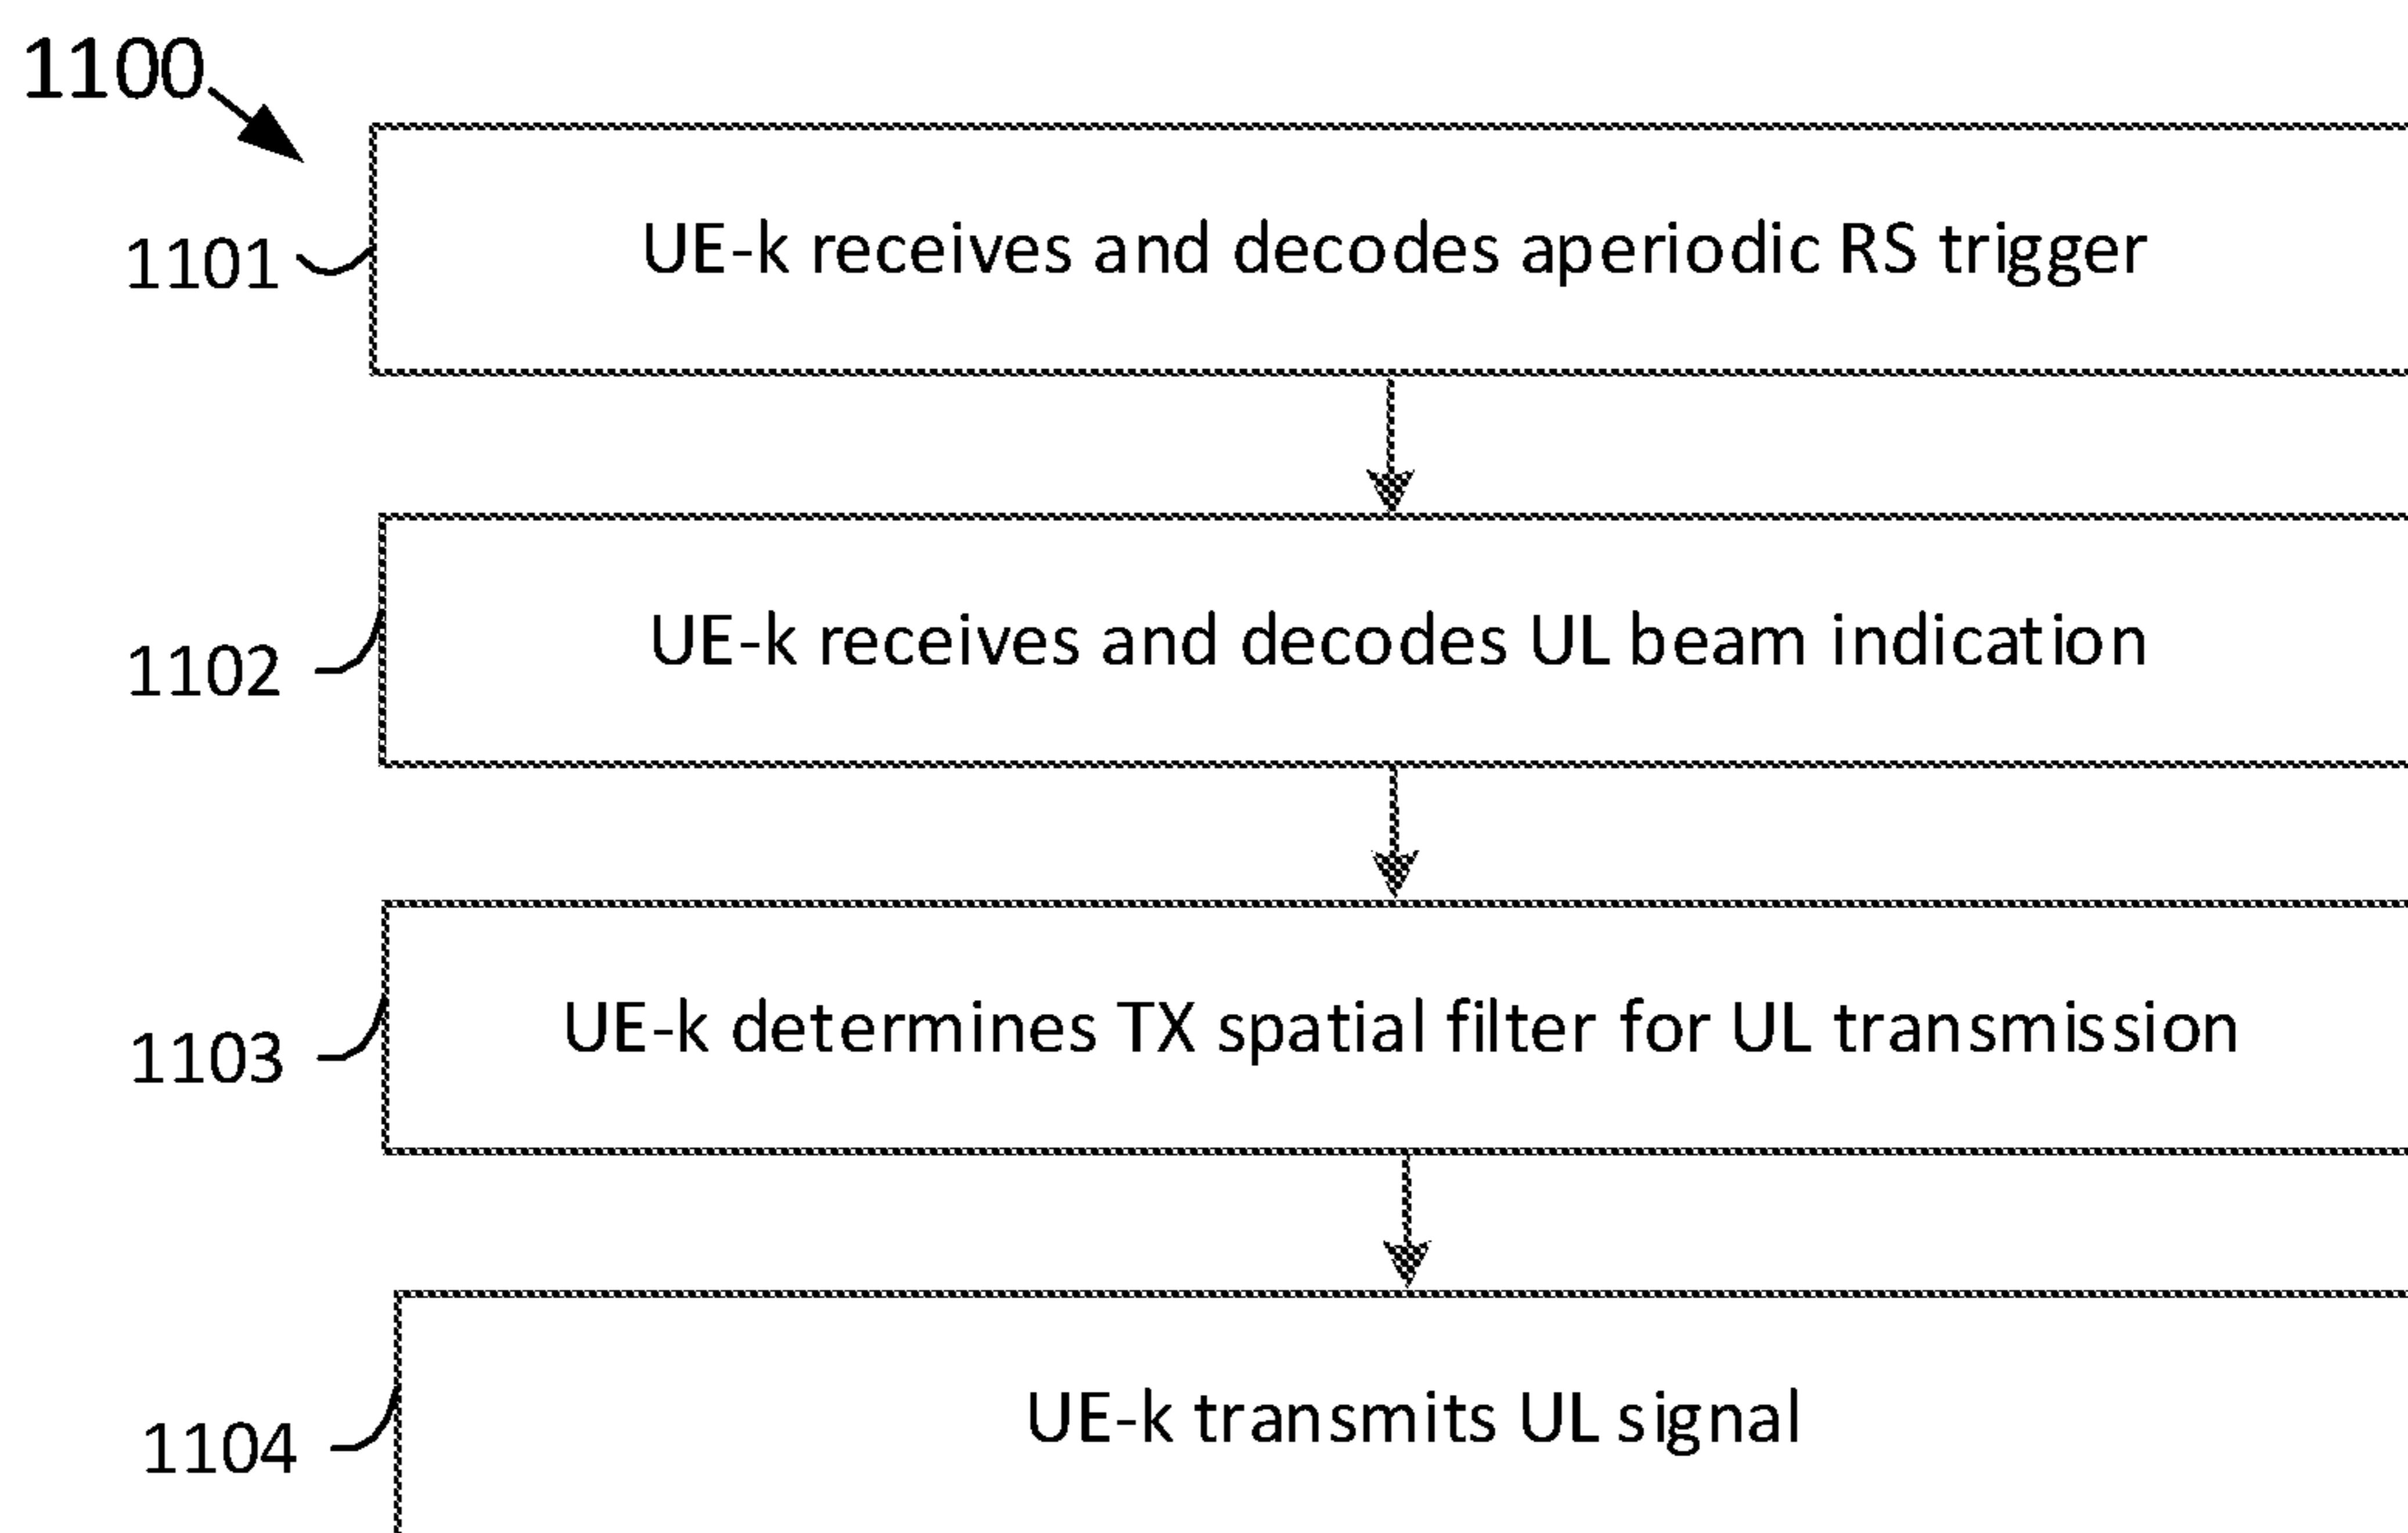 1100
1101
UE-k receives and decodes aperiodic RS trigger
1102
UE-k receives and decodes UL beam indication
1103
UE-k determines TX spatial filter for UL transmission
1104
UE-k transmits UL signal